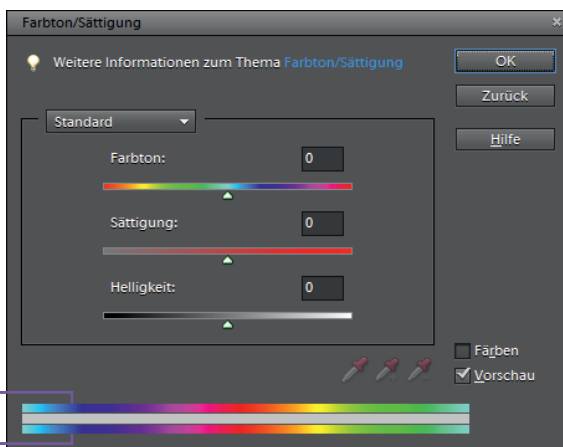 Farbton/Sättigung
Weitere Informationen zum Thema Farbton/Sättigung
OK
Zurück
Hilfe
Standard
Farbton: 0
Sättigung: 0
Helligkeit: 0
Färben
Vorschau